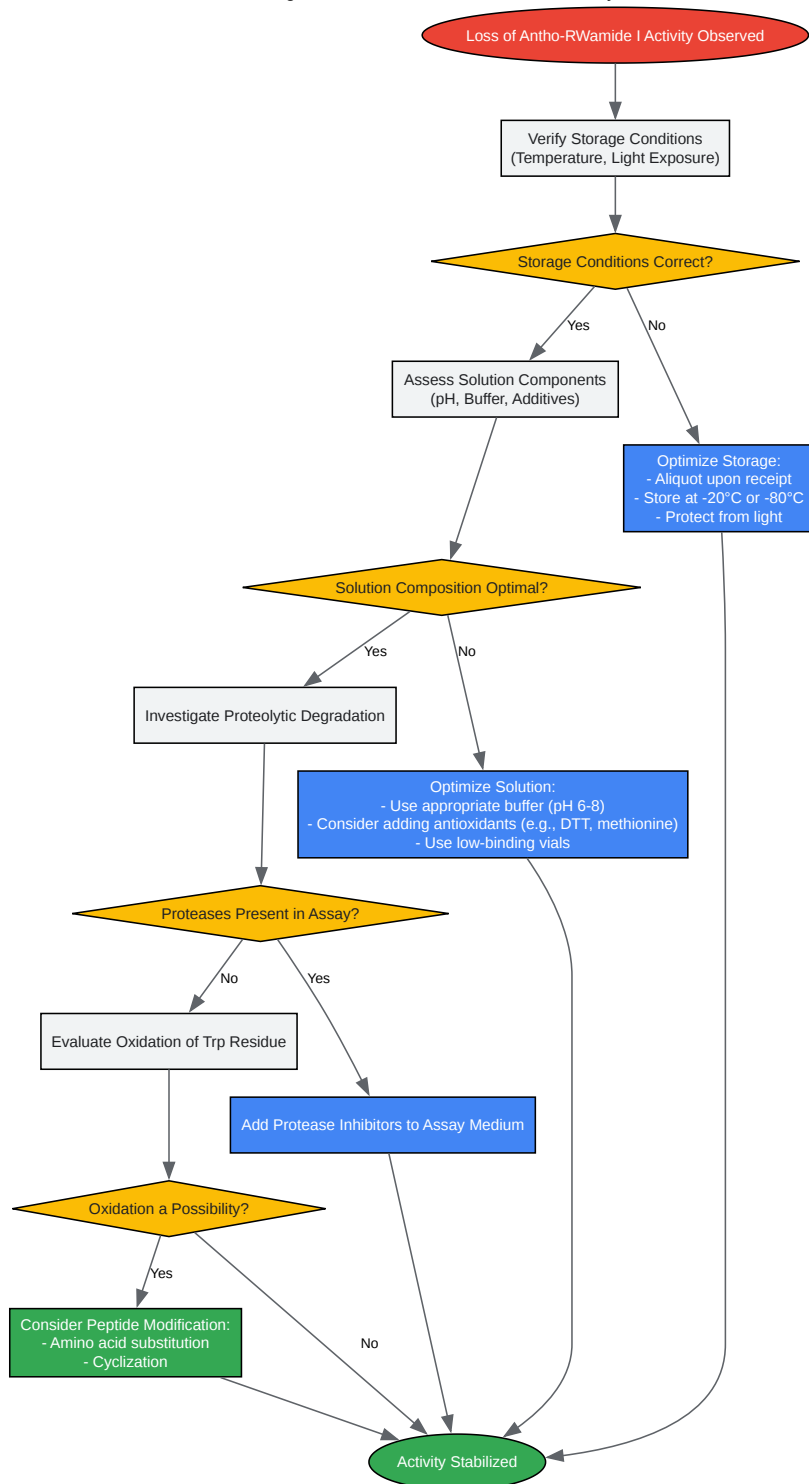 Loss of Antho-RWamide I Activity Observed
Verify Storage Conditions
(Temperature, Light Exposure)
Storage Conditions Correct?
Yes
No
Assess Solution Components
(pH, Buffer, Additives)
Optimize Storage:
- Aliquot upon receipt
- Store at -20°C or -80°C
- Protect from light
Solution Composition Optimal?
Yes
No
Investigate Proteolytic Degradation
Optimize Solution:
- Use appropriate buffer (pH 6-8)
- Consider adding antioxidants (e.g., DTT, methionine)
- Use low-binding vials
Proteases Present in Assay?
No
Yes
Evaluate Oxidation of Trp Residue
Add Protease Inhibitors to Assay Medium
Oxidation a Possibility?
Yes
No
Consider Peptide Modification:
- Amino acid substitution
- Cyclization
Activity Stabilized